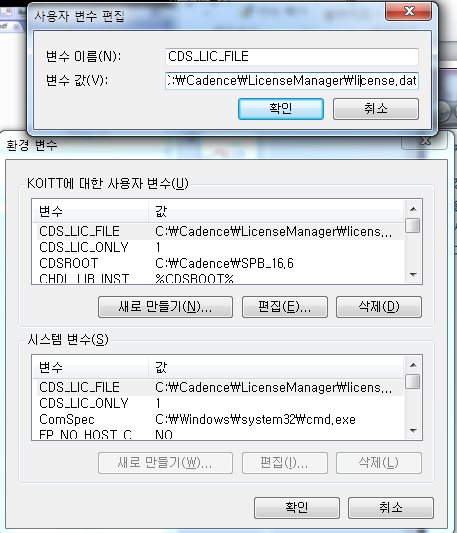 df
사용자 변수 편집
변수 이름(N):
CDS_LIC_FILE
변수 값(V):
C:₩Cadence₩LicenseManager₩license.dat
확인
취소
환경 변수
KOITT에 대한 사용자 변수(U)
변수 값
CDS_LIC_FILE C:₩Cadence₩LicenseManager₩licens...
CDS_LIC_ONLY 1
CDSROOT C:₩Cadence₩SPB_16.6
CHDL_LIB_INST %CDSROOT%
새로 만들기(N)... 편집(E)... 삭제(D)
시스템 변수(S)
변수 값
CDS_LIC_FILE C:₩Cadence₩LicenseManager₩licens...
CDS_LIC_ONLY 1
ComSpec C:₩Windows₩system32₩cmd.exe
FP_NO_HOST_C NO
새로 만들기(W)... 편집(I)... 삭제(L)
확인 취소